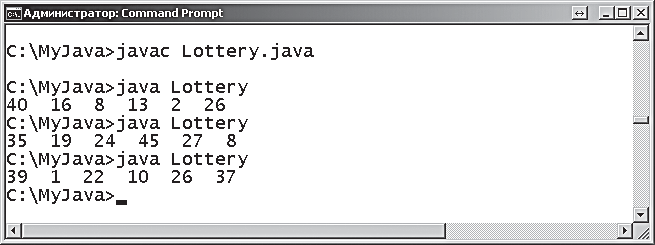 Администратор: Command Prompt
C:\MyJava>javac Lottery.java
C:\MyJava>java Lottery
40 16 8 13 2 26
C:\MyJava>java Lottery
35 19 24 45 27 8
C:\MyJava>java Lottery
39 1 22 10 26 37
C:\MyJava>